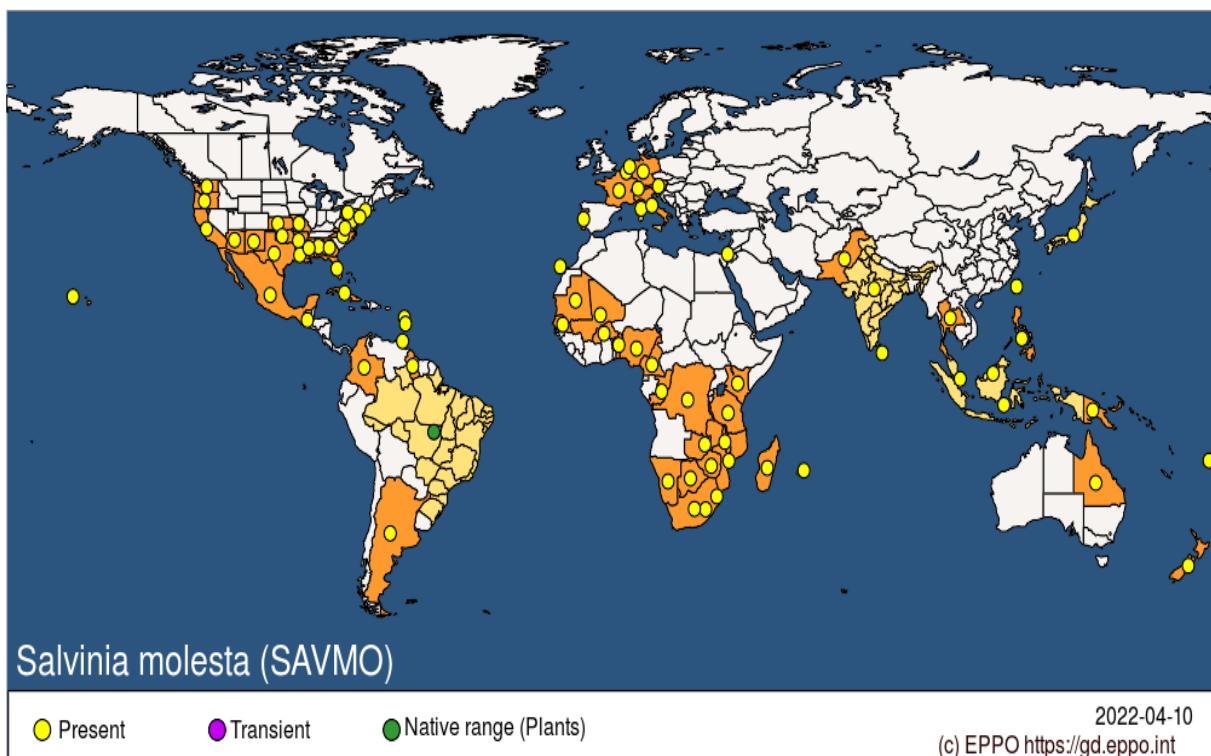 Salvinia molesta (SAVMO)
Present
Transient
Native range (Plants)
2022-04-10
(c) EPPO https://gd.eppo.int